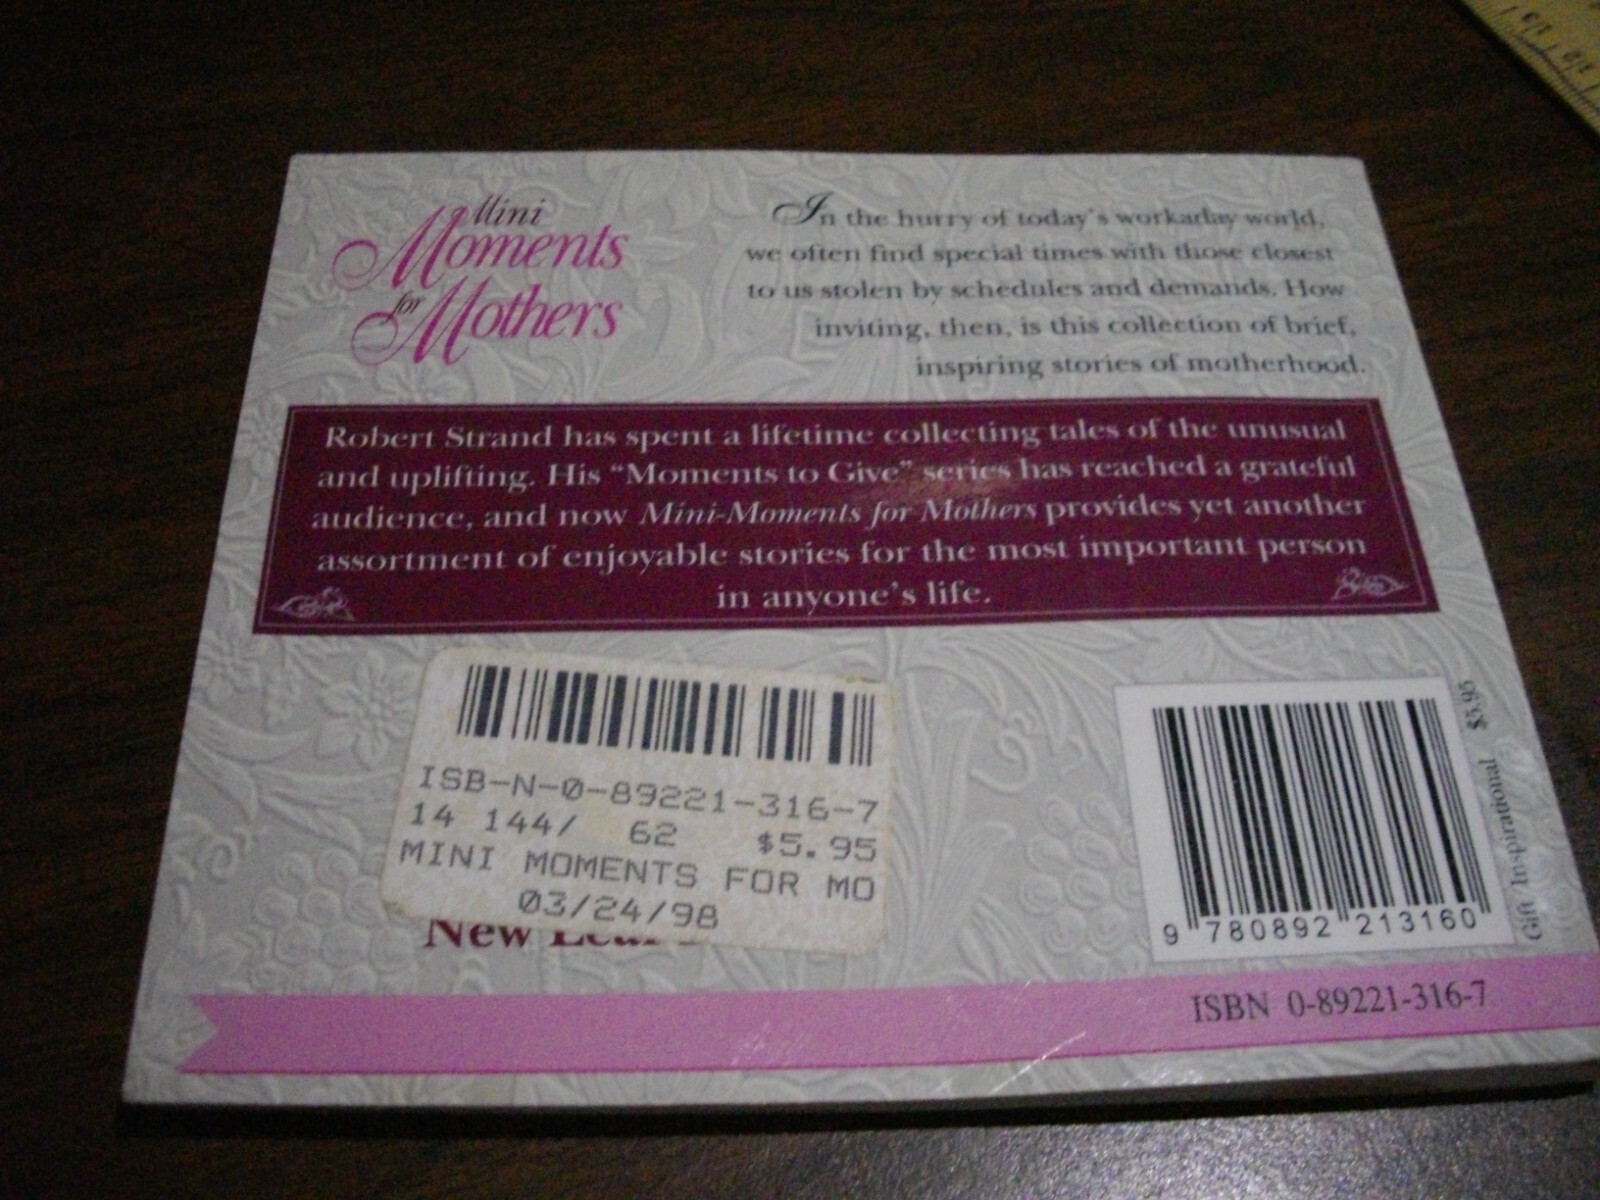 Mini
Moments
for
Mothers
In the hurry of today's workaday world,
we often find special times with those closest
to us stolen by schedules and demands. How
inviting, then, is this collection of brief,
inspiring stories of motherhood.
Robert Strand has spent a lifetime collecting tales of the unusual
and uplifting. His “Moments to Give” series has reached a grateful
audience, and now Mini-Moments for Mothers provides yet another
assortment of enjoyable stories for the most important person
in anyone's life.
ISB-N-0-89221-316-7
14 144/ 62 $5.95
MINI MOMENTS FOR MO
03/24/98
New
9 780892 213160
Gift Inspirational $5.95
ISBN 0-89221-316-7